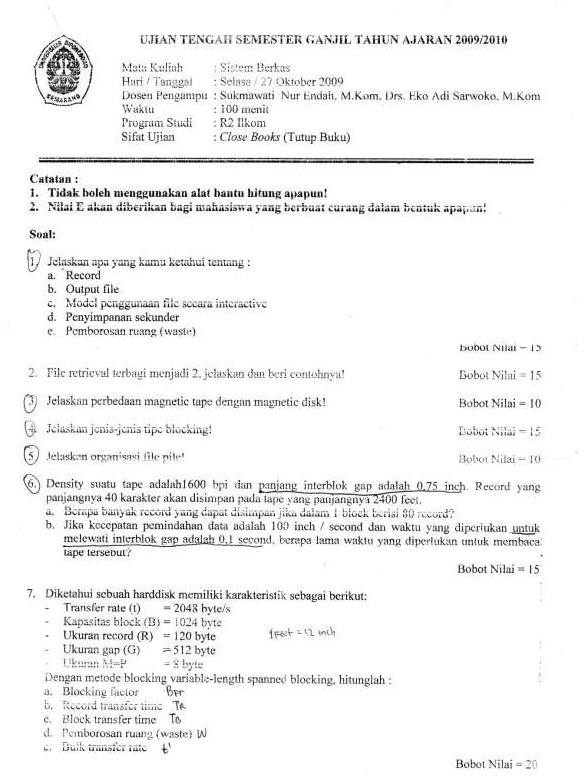 UJIAN TENGAH SEMESTER GANJIL TAHUN AJARAN 2009/2010
Mata Kuliah : Sistem Berkas
Hari / Tanggal : Selasa / 27 Oktober 2009
Dosen Pengampu : Sukmawati Nur Endah, M.Kom, Drs. Eko Adi Sarwoko, M.Kom
Waktu : 100 menit
Program Studi : R2 Ilkom
Sifat Ujian : Close Books (Tutup Buku)
Catatan :
1. Tidak boleh menggunakan alat bantu hitung apapun!
2. Nilai E akan diberikan bagi mahasiswa yang berbuat curang dalam bentuk apapun!
Soal:
1. Jelaskan apa yang kamu ketahui tentang :
a. Record
b. Output file
c. Model penggunaan file secara interactive
d. Penyimpanan sekunder
e. Pemborosan ruang (waste)
Bobot Nilai = 15
2. File retrieval terbagi menjadi 2, jelaskan dan beri contohnya!
Bobot Nilai = 15
3. Jelaskan perbedaan magnetic tape dengan magnetic disk!
Bobot Nilai = 10
4. Jelaskan jenis-jenis tipe blocking!
Bobot Nilai = 15
5. Jelaskan organisasi file pile!
Bobot Nilai = 10
6. Density suatu tape adalah1600 bpi dan panjang interblok gap adalah 0,75 inch. Record yang
panjangnya 40 karakter akan disimpan pada tape yang panjangnya 2400 feet.
a. Berapa banyak record yang dapat disimpan jika dalam 1 block berisi 80 record?
b. Jika kecepatan pemindahan data adalah 100 inch / second dan waktu yang diperlukan untuk
melewati interblok gap adalah 0,1 second, berapa lama waktu yang diperlukan untuk membaca
tape tersebut?
Bobot Nilai = 15
7. Diketahui sebuah harddisk memiliki karakteristik sebagai berikut:
- Transfer rate (t) = 2048 byte/s
- Kapasitas block (B) = 1024 byte
- Ukuran record (R) = 120 byte 1 feet = 12 inch
- Ukuran gap (G) = 512 byte
- Ukuran M=P = 8 byte
Dengan metode blocking variable-length spanned blocking, hitunglah :
a. Blocking factor Bfr
b. Record transfer time TR
c. Block transfer time TB
d. Pemborosan ruang (waste) W
e. Bulk transfer rate t'
Bobot Nilai = 20